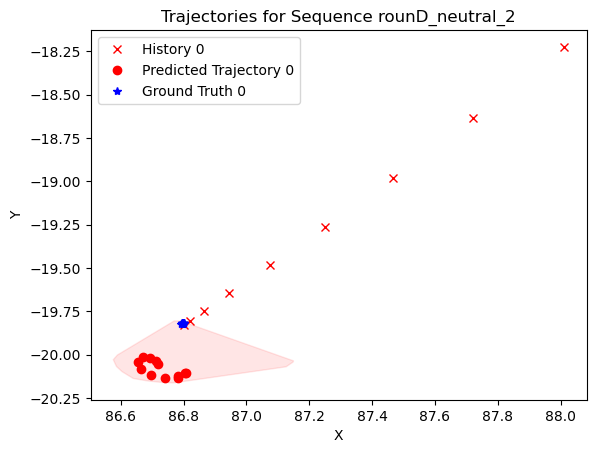 Trajectories for Sequence rounD_neutral_2
History 0
Predicted Trajectory 0
Ground Truth 0
Y
−18.25
−18.50
−18.75
−19.00
−19.25
−19.50
−19.75
−20.00
−20.25
86.6 86.8 87.0 87.2 87.4 87.6 87.8 88.0
X